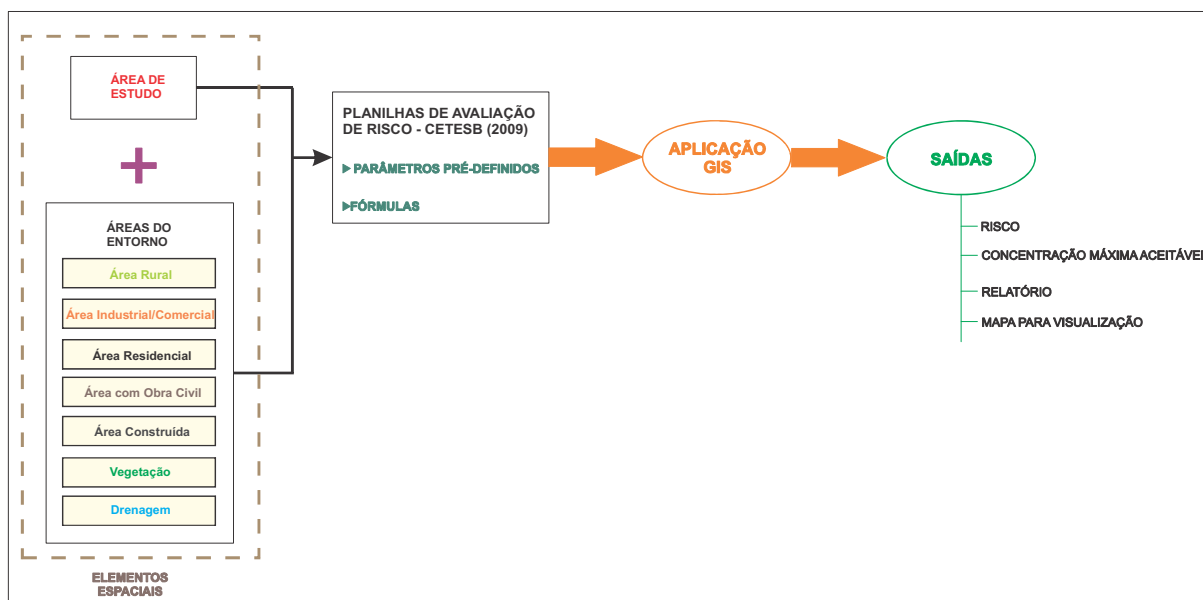 ÁREA DE
ESTUDO
+
ÁREAS DO
ENTORNO
Área Rural
Área Industrial/Comercial
Área Residencial
Área com Obra Civil
Área Construída
Vegetação
Drenagem
ELEMENTOS
ESPACIAIS
PLANILHAS DE AVALIAÇÃO
DE RISCO - CETESB (2009)
PARÂMETROS PRÉ-DEFINIDOS
FÓRMULAS
APLICAÇÃO
GIS
SAÍDAS
RISCO
CONCENTRAÇÃO MÁXIMA ACEITÁVEL
RELATÓRIO
MAPA PARA VISUALIZAÇÃO